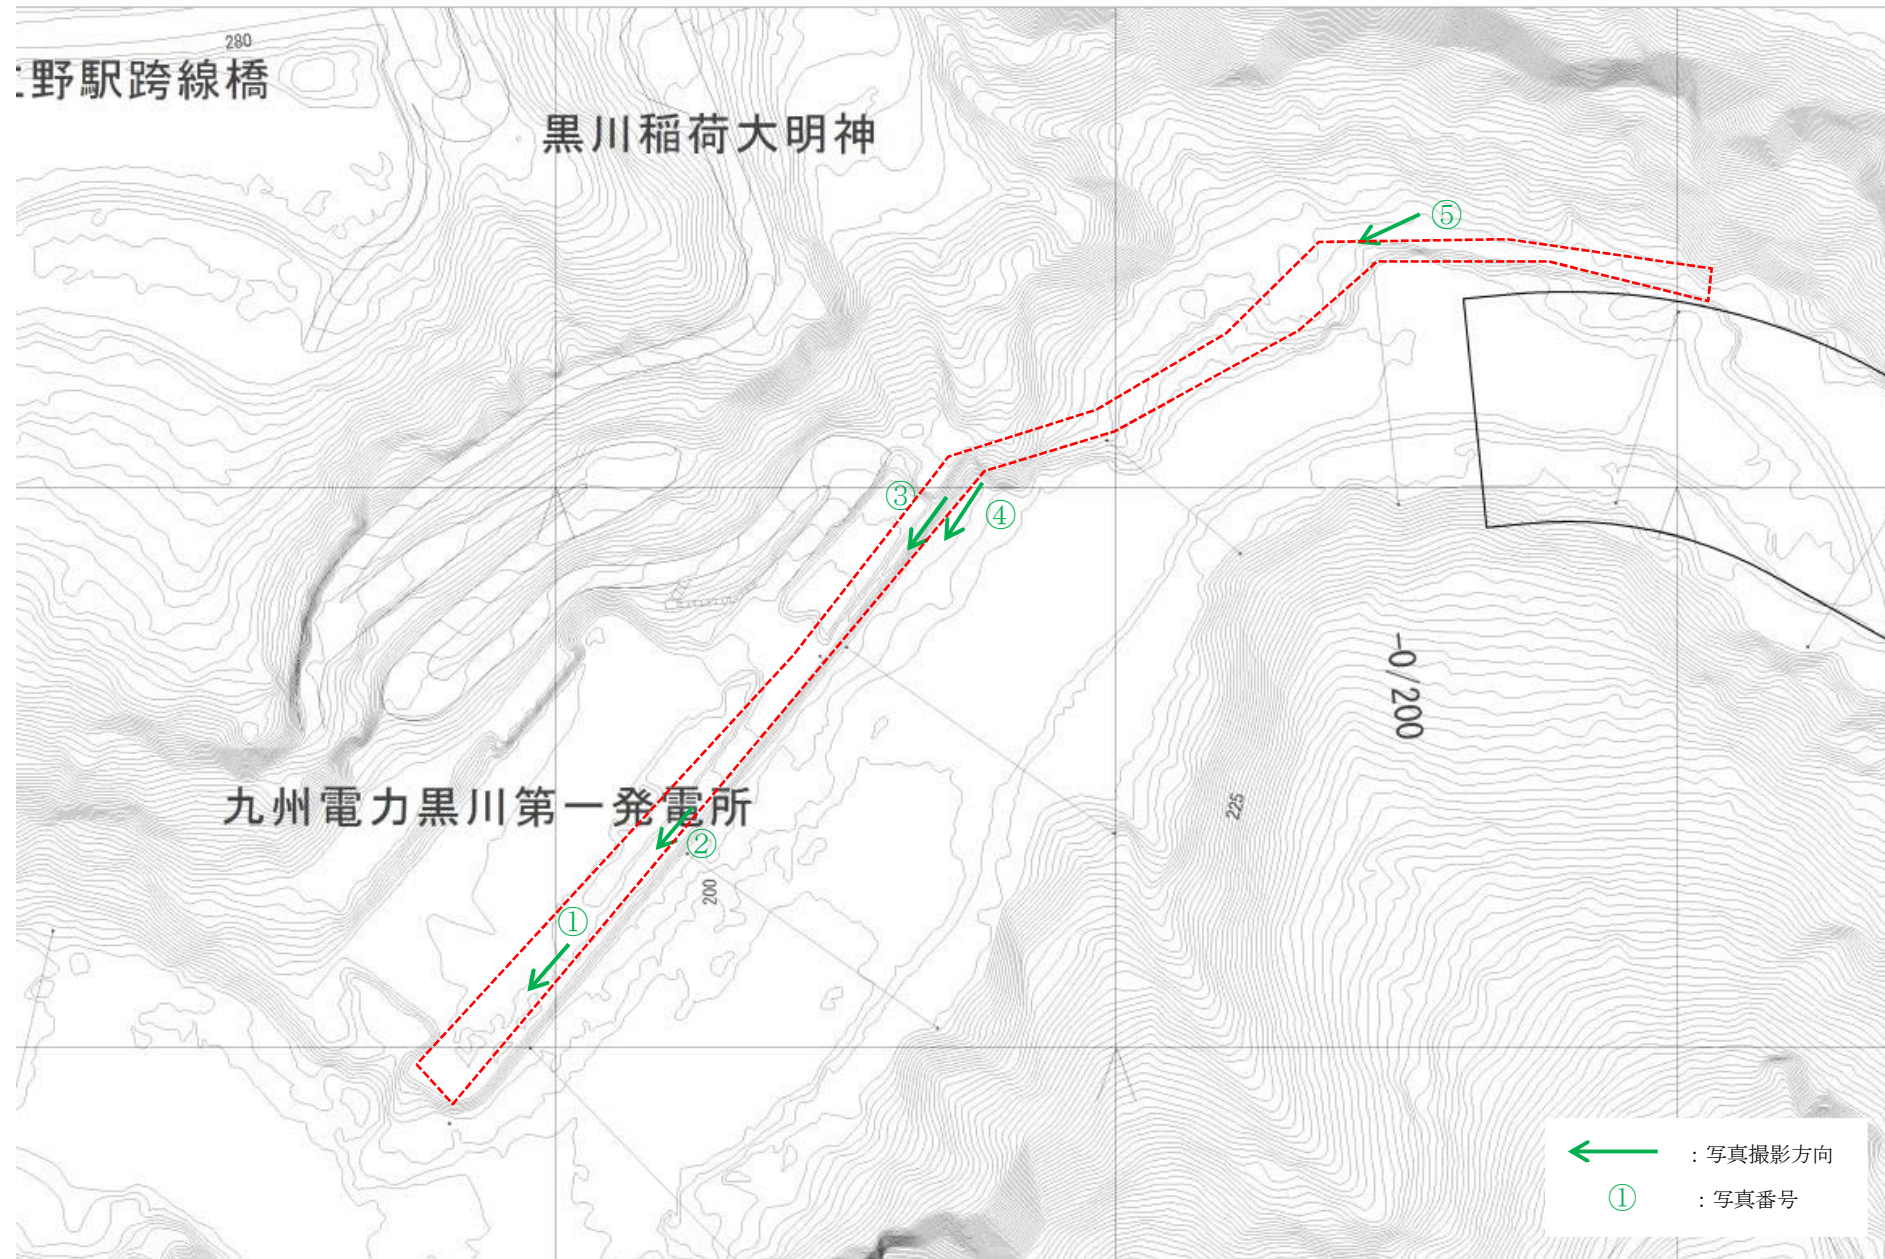 280
野駅跨線橋
黒川稲荷大明神
⑤
③
④
-0/200
九州電力黒川第一発電所
②
225
200
①
：写真撮影方向
① ：写真番号